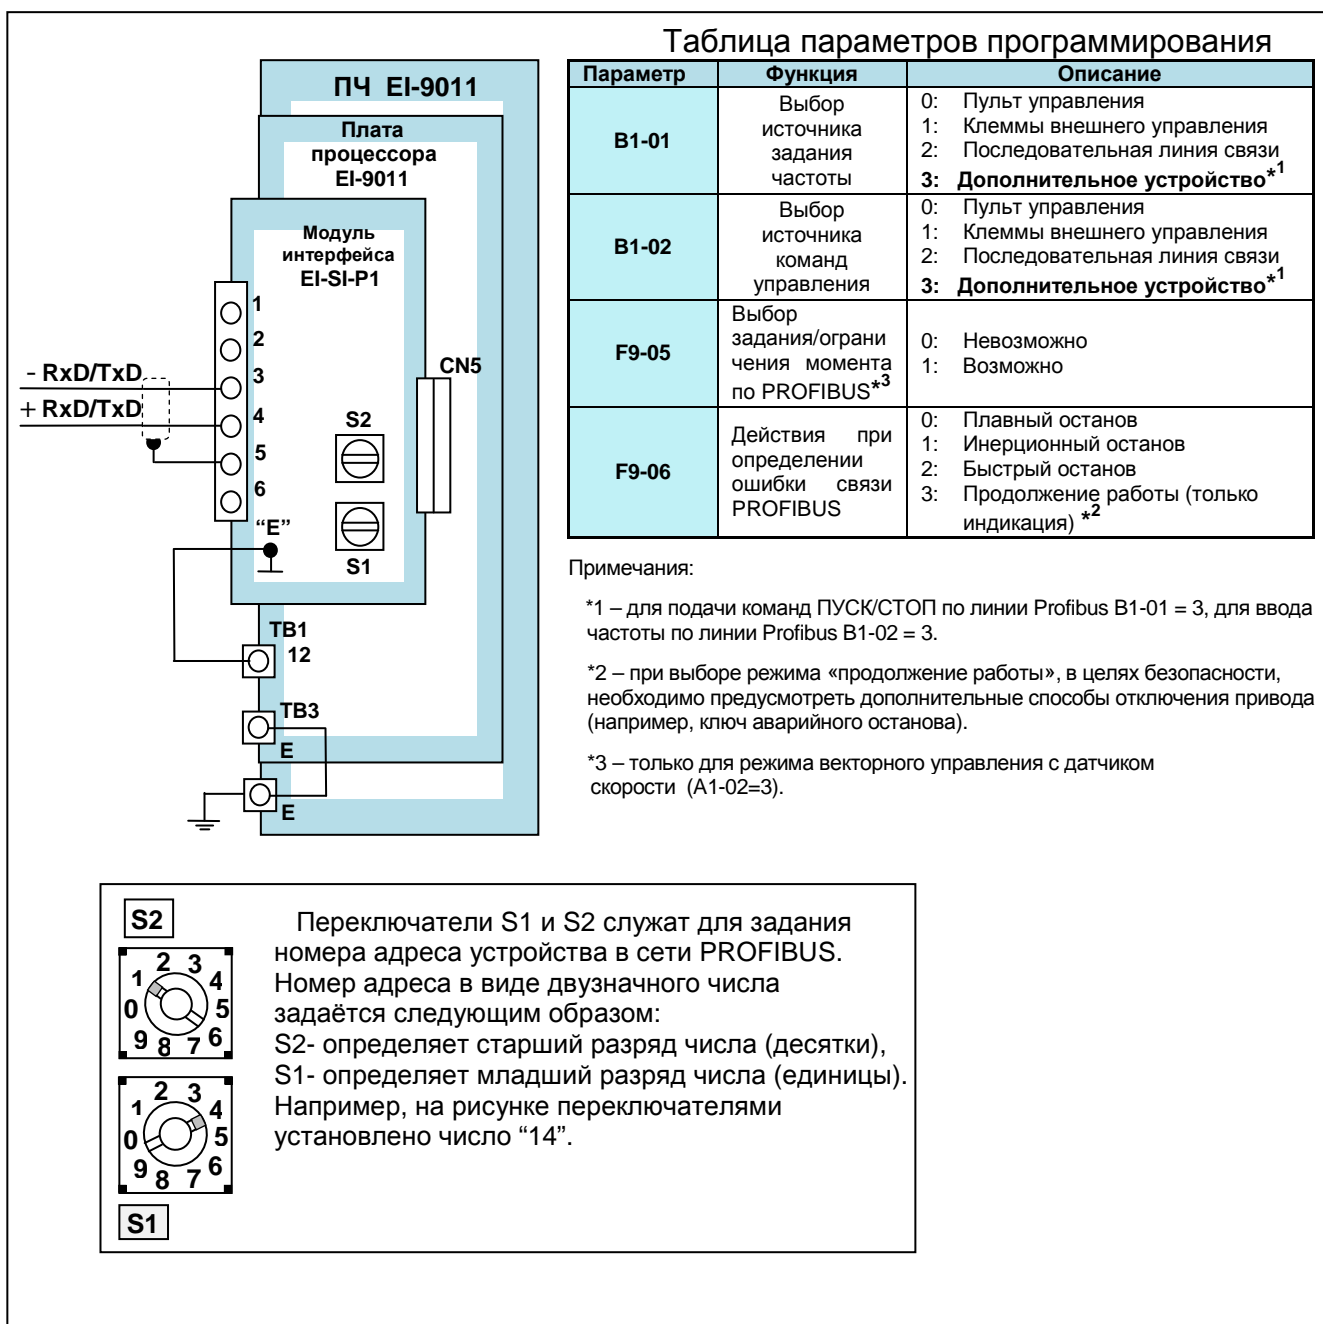 Таблица параметров программирования
ПЧ EI-9011
Плата
процессора
EI-9011
Модуль
интерфейса
EI-SI-P1
1
2
3
4
5
6
- RxD/TxD
+ RxD/TxD
CN5
S2
S1
“E”
TB1
12
TB3
E
E
Параметр Функция Описание
B1-01
Выбор
источника
задания
частоты
0: Пульт управления
1: Клеммы внешнего управления
2: Последовательная линия связи
3: Дополнительное устройство*1
B1-02
Выбор
источника
команд
управления
0: Пульт управления
1: Клеммы внешнего управления
2: Последовательная линия связи
3: Дополнительное устройство*1
F9-05
Выбор
задания/ограни
чения момента
по PROFIBUS*3
0: Невозможно
1: Возможно
F9-06
Действия при
определении
ошибки связи
PROFIBUS
0: Плавный останов
1: Инерционный останов
2: Быстрый останов
3: Продолжение работы (только
индикация) *2
Примечания:
*1 – для подачи команд ПУСК/СТОП по линии Profibus B1-01 = 3, для ввода
частоты по линии Profibus B1-02 = 3.
*2 – при выборе режима «продолжение работы», в целях безопасности,
необходимо предусмотреть дополнительные способы отключения привода
(например, ключ аварийного останова).
*3 – только для режима векторного управления с датчиком
скорости (A1-02=3).
S2
0 1 2 3 4 5 6 7 8 9
0 1 2 3 4 5 6 7 8 9
S1
Переключатели S1 и S2 служат для задания
номера адреса устройства в сети PROFIBUS.
Номер адреса в виде двузначного числа
задаётся следующим образом:
S2- определяет старший разряд числа (десятки),
S1- определяет младший разряд числа (единицы).
Например, на рисунке переключателями
установлено число “14”.